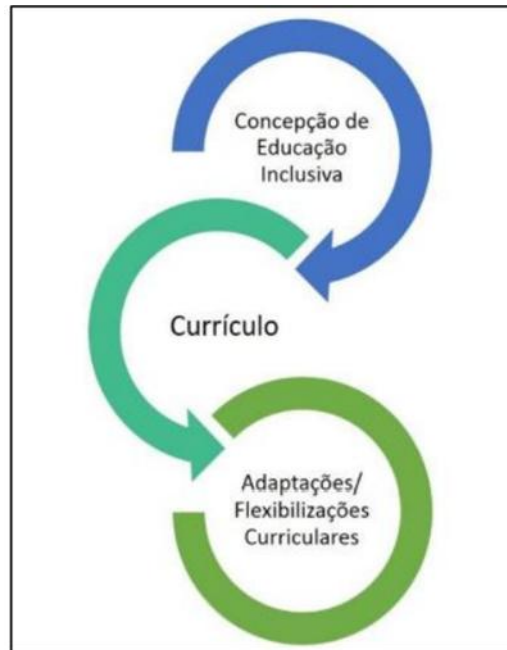 Concepção de
Educação
Inclusiva
Currículo
Adaptações/
Flexibilizações
Curriculares